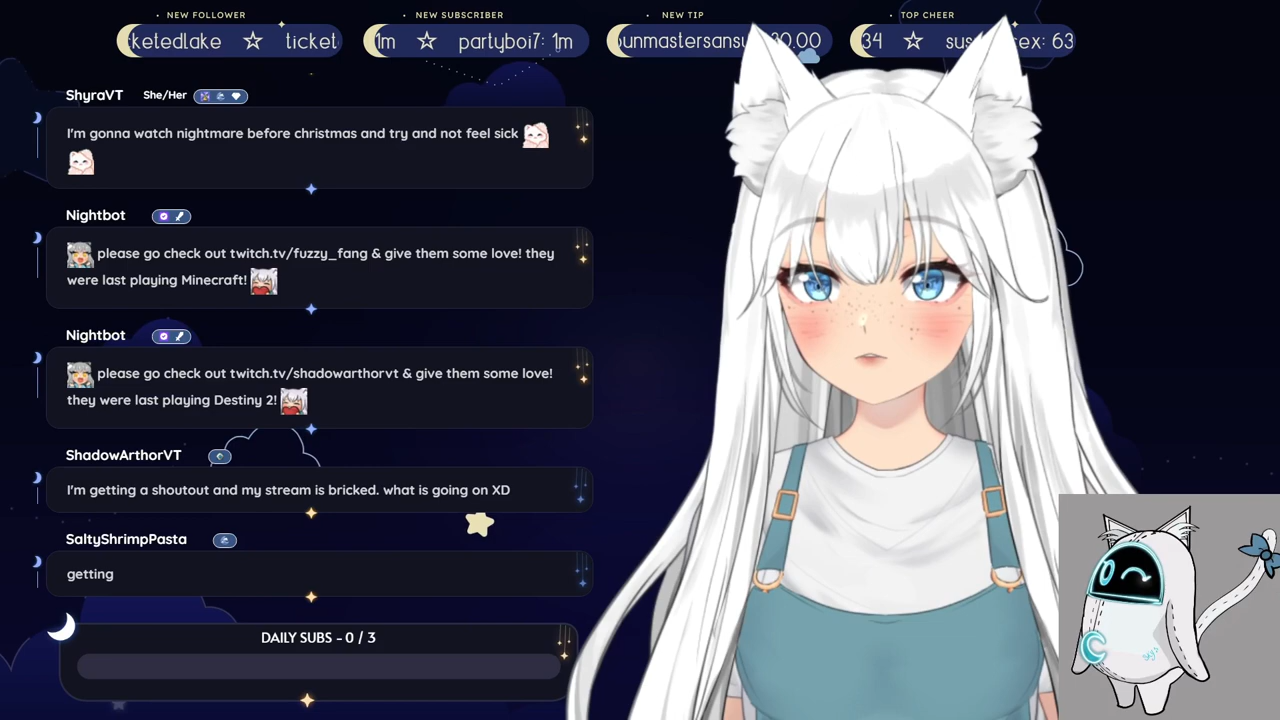 NEW FOLLOWER
NEW SUBSCRIBER
NEW TIP
TOP CHEER
ketedlake ☆ ticket
1m ☆ partyboi7: 1m
34 ☆
ShyraVT She/Her
I'm gonna watch nightmare before christmas and try and not feel sick
Nightbot
please go check out twitch.tv/fuzzy_fang & give them some love! they
were last playing Minecraft!
Nightbot
please go check out twitch.tv/shadowarthorvt & give them some love!
they were last playing Destiny 2!
ShadowArthorVT
I'm getting a shoutout and my stream is bricked. what is going on XD
SaltyShrimpPasta
getting
DAILY SUBS - 0 / 3